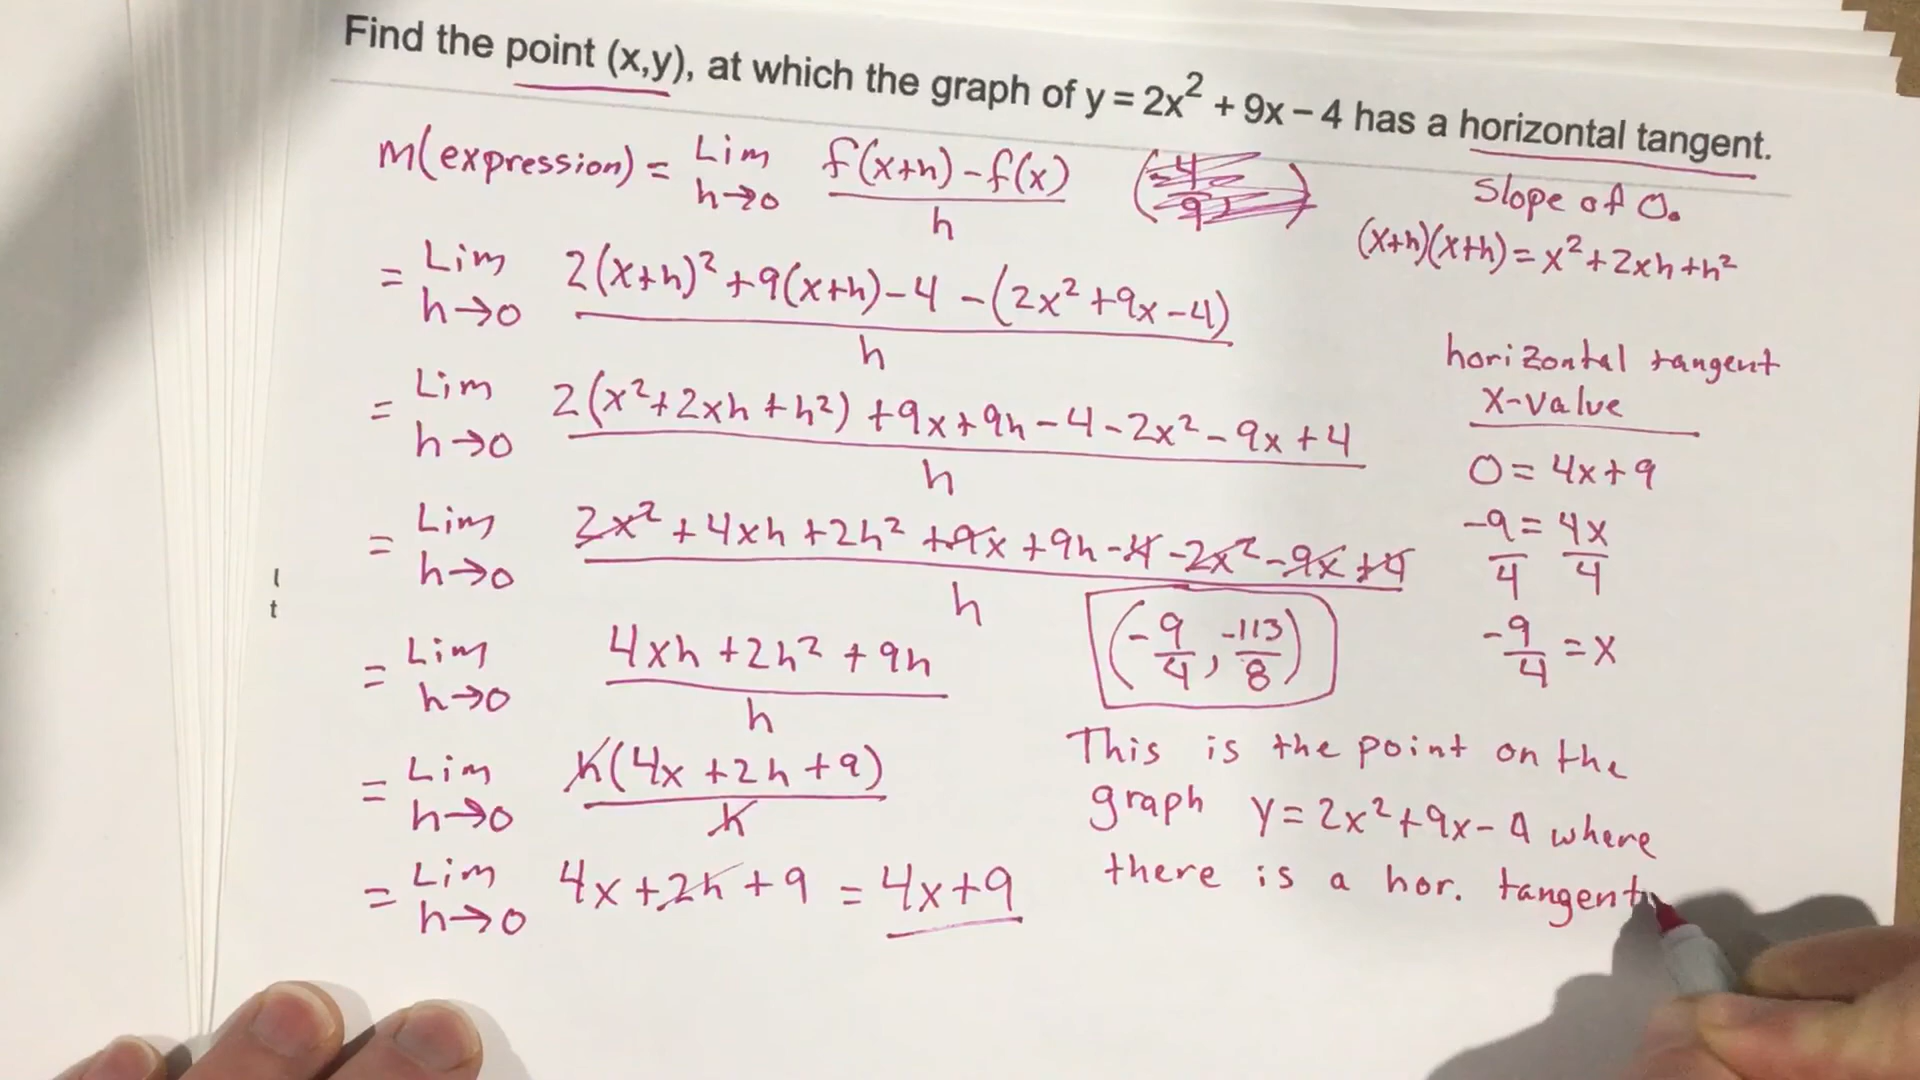 Find the point (x,y), at which the graph of y = 2x² + 9x – 4 has a horizontal tangent.
m(expression) = Lim h→0 f(x+h) - f(x) / h
Slope of 0.
(x+h)(x+h) = x² + 2xh + h²
= Lim h→0 2(x+h)² + 9(x+h) - 4 - (2x² + 9x - 4) / h
= Lim h→0 2(x² + 2xh + h²) + 9x + 9h - 4 - 2x² - 9x + 4 / h
= Lim h→0 2x² + 4xh + 2h² + 9x + 9h - 4 - 2x² - 9x + 4 / h
= Lim h→0 4xh + 2h² + 9h / h
= Lim h→0 h(4x + 2h + 9) / h
= Lim h→0 4x + 2h + 9 = 4x + 9
horizontal tangent
x-value
0 = 4x + 9
-9/4 = 4x/4
-9/4 = x
(-9/4, -113/8)
This is the point on the
graph y = 2x² + 9x - 4 where
there is a hor. tangent
l
t